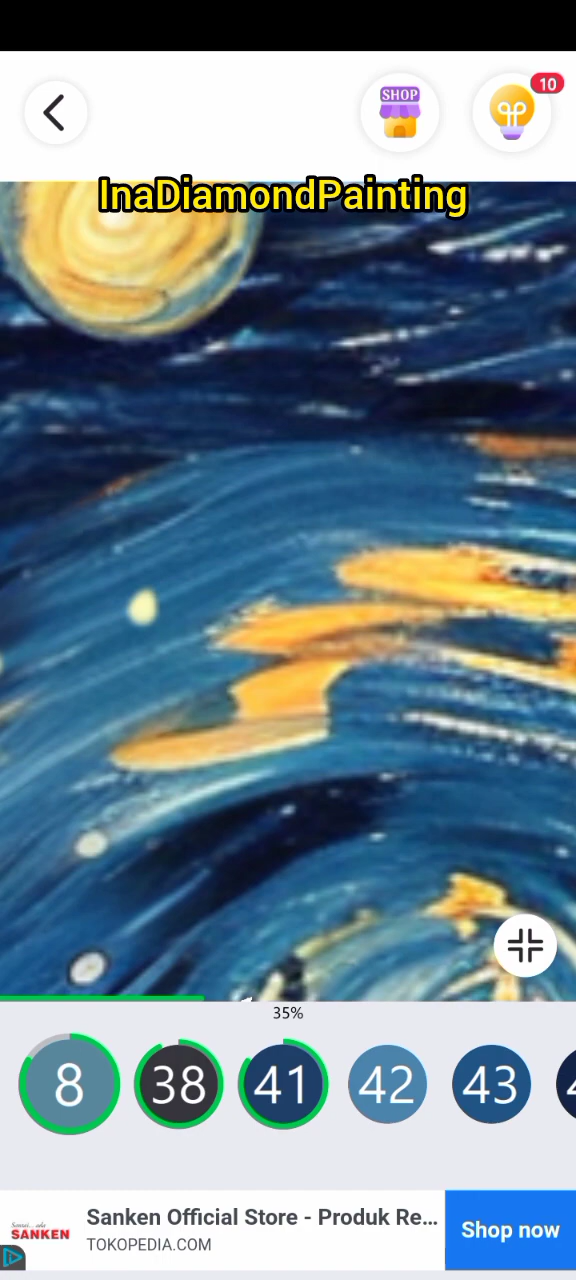 SHOP
10
InaDiamondPainting
35%
8
38
41
42
43
Sanken Official Store - Produk Re...
SANKEN
TOKOPEDIA.COM
Shop now